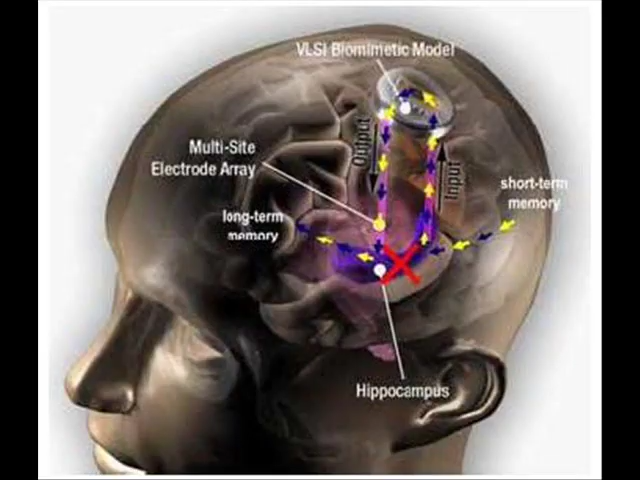 VLSI Biomimetic Model
Multi-Site
Electrode Array
Output
Input
short-term
memory
long-term
memory
Hippocampus